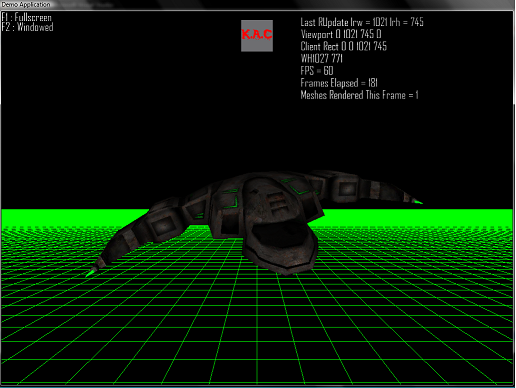 Demo Application
F1 : Fullscreen
F2 : Windowed
K.A.C
Last RUpdate lrw = 1021 lrh = 745
Viewport 0 1021 745 0
Client Rect 0 0 1021 745
WH1027 771
FPS = 60
Frames Elapsed = 181
Meshes Rendered This Frame = 1